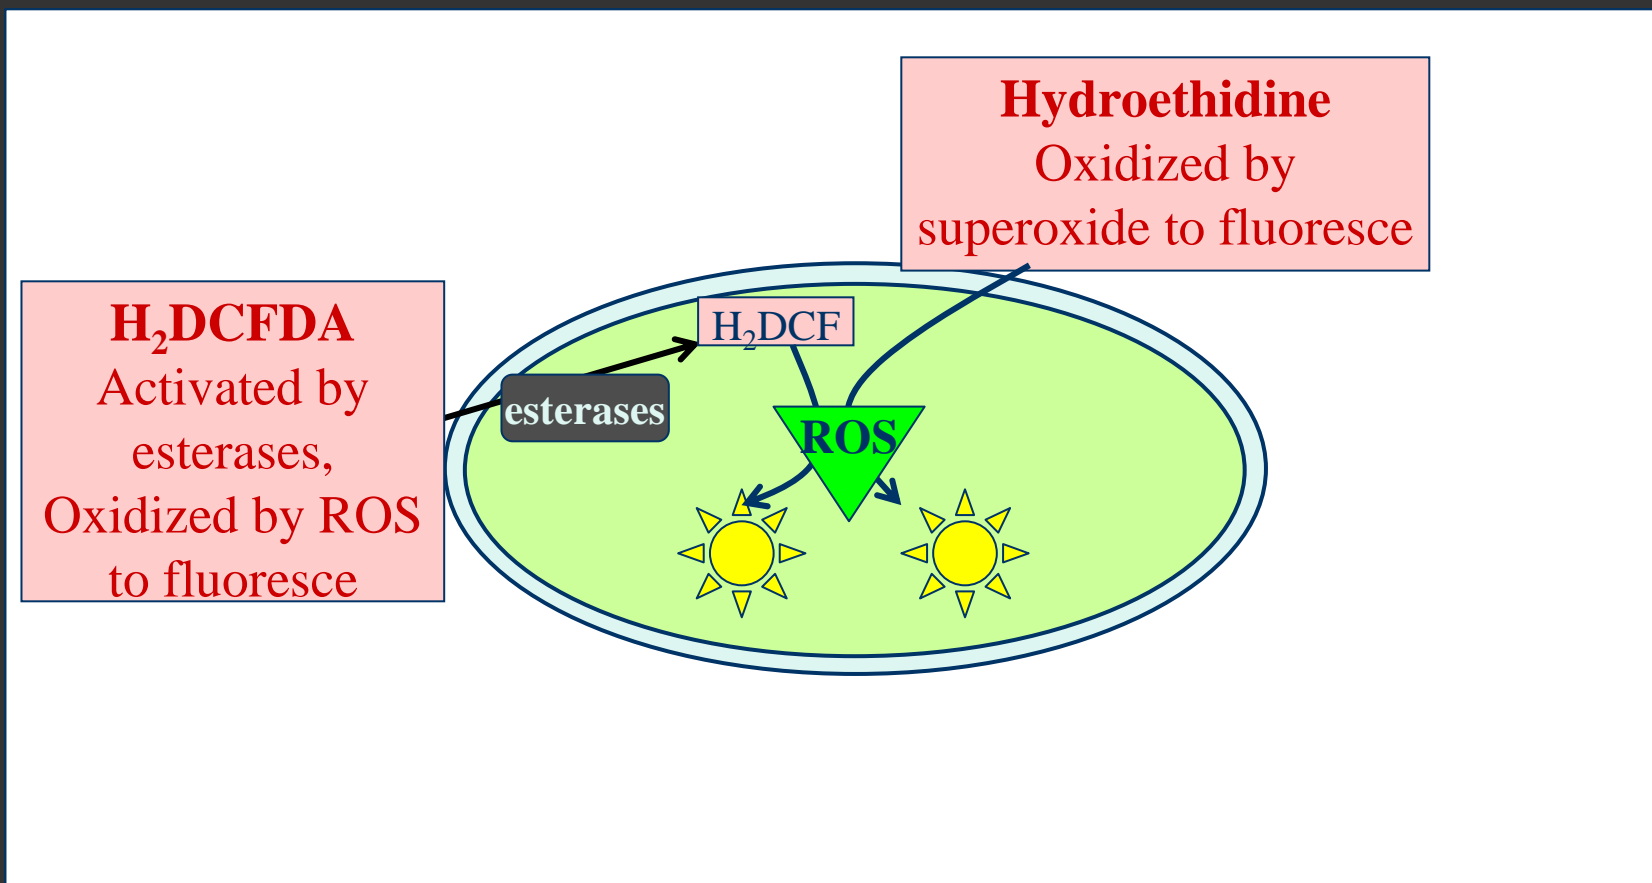 Hydroethidine
Oxidized by
superoxide to fluoresce
H₂DCFDA
Activated by
esterases,
Oxidized by ROS
to fluoresce
H₂DCF
esterases
ROS